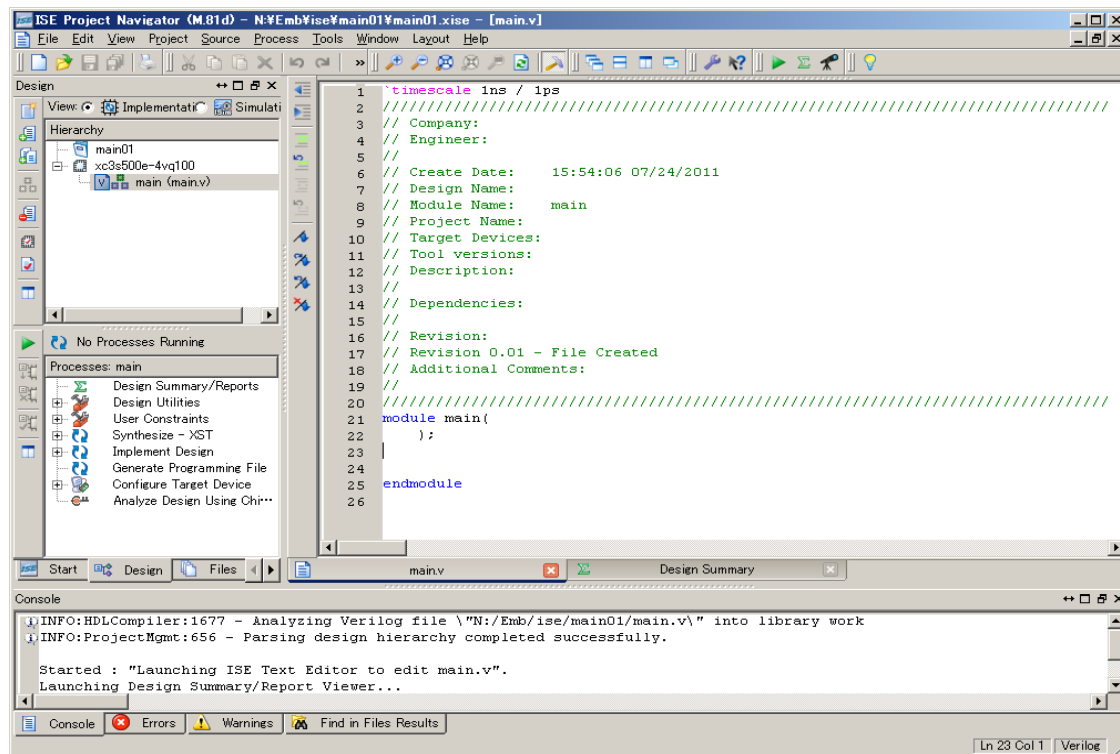 ISE Project Navigator (M.81d) - N:¥Emb¥ise¥main01¥main01.xise - [main.v]
File Edit View Project Source Process Tools Window Layout Help
Design
View: Implementati Simulati
Hierarchy
main01
xc3s500e-4vq100
main (main.v)
No Processes Running
Processes: main
Design Summary/Reports
Design Utilities
User Constraints
Synthesize - XST
Implement Design
Generate Programming File
Configure Target Device
Analyze Design Using Chi…
Start Design Files
1 `timescale 1ns / 1ps
2 //////////////////////////////////////////////////////////////////////////////////
3 // Company:
4 // Engineer:
5 //
6 // Create Date:    15:54:06 07/24/2011
7 // Design Name:
8 // Module Name:    main
9 // Project Name:
10 // Target Devices:
11 // Tool versions:
12 // Description:
13 //
14 // Dependencies:
15 //
16 // Revision:
17 // Revision 0.01 - File Created
18 // Additional Comments:
19 //
20 //////////////////////////////////////////////////////////////////////////////////
21 module main(
22     );
23
24
25 endmodule
26
main.v Design Summary
Console
INFO:HDLCompiler:1677 - Analyzing Verilog file \"N:/Emb/ise/main01/main.v\" into library work
INFO:ProjectMgmt:656 - Parsing design hierarchy completed successfully.
Started : "Launching ISE Text Editor to edit main.v".
Launching Design Summary/Report Viewer...
Console Errors Warnings Find in Files Results
Ln 23 Col 1 Verilog